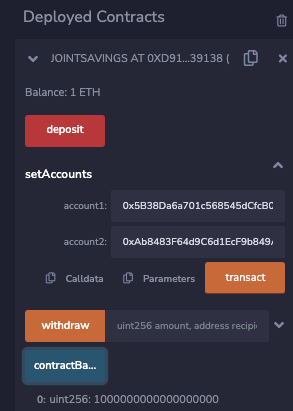 Deployed Contracts
JOINTSAVINGS AT 0XD91...39138 (
Balance: 1 ETH
deposit
setAccounts
account1: 0x5B38Da6a701c568545dCfcB0
account2: 0xAb8483F64d9C6d1EcF9b849
Calldata Parameters transact
withdraw uint256 amount, address recipi
contractBa...
0: uint256: 1000000000000000000